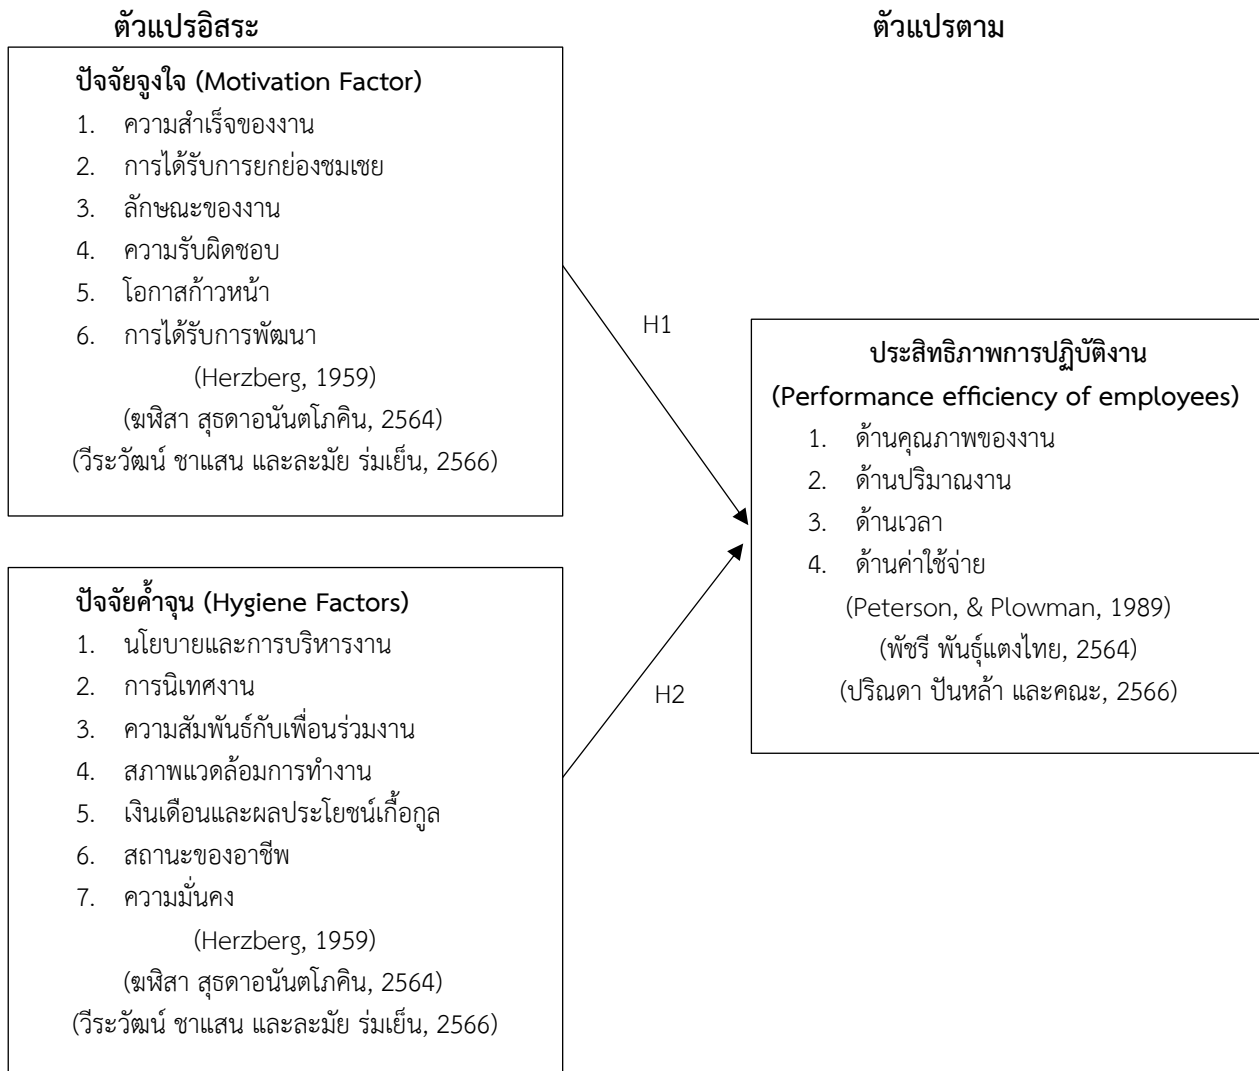 ตัวแปรอิสระ
ปัจจัยจูงใจ (Motivation Factor)
1. ความสำเร็จของงาน
2. การได้รับการยกย่องชมเชย
3. ลักษณะของงาน
4. ความรับผิดชอบ
5. โอกาสก้าวหน้า
6. การได้รับการพัฒนา
(Herzberg, 1959)
(ฆฬิสา สุธดาอนันตโภคิน, 2564)
(วีระวัฒน์ ชาแสน และละมัย ร่มเย็น, 2566)
ปัจจัยค้ำจุน (Hygiene Factors)
1. นโยบายและการบริหารงาน
2. การนิเทศงาน
3. ความสัมพันธ์กับเพื่อนร่วมงาน
4. สภาพแวดล้อมการทำงาน
5. เงินเดือนและผลประโยชน์เกื้อกูล
6. สถานะของอาชีพ
7. ความมั่นคง
(Herzberg, 1959)
(ฆฬิสา สุธดาอนันตโภคิน, 2564)
(วีระวัฒน์ ชาแสน และละมัย ร่มเย็น, 2566)
H1
H2
ตัวแปรตาม
ประสิทธิภาพการปฏิบัติงาน
(Performance efficiency of employees)
1. ด้านคุณภาพของงาน
2. ด้านปริมาณงาน
3. ด้านเวลา
4. ด้านค่าใช้จ่าย
(Peterson, & Plowman, 1989)
(พัชรี พันธุ์แตงไทย, 2564)
(ปริณดา ปันหล้า และคณะ, 2566)